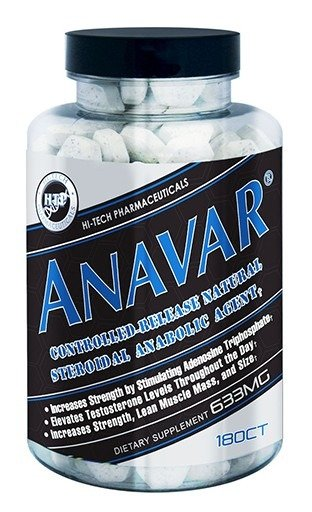 H·T·P
HI-TECH PHARMACEUTICALS
ANAVAR®
CONTROLLED-RELEASE NATURAL
STEROIDAL ANABOLIC AGENT†
• Increases Strength by Stimulating Adenosine Triphosphate.
• Elevates Testosterone Levels Throughout the Day.
• Increases Strength, Lean Muscle Mass, and Size.
DIETARY SUPPLEMENT 633MG
180CT